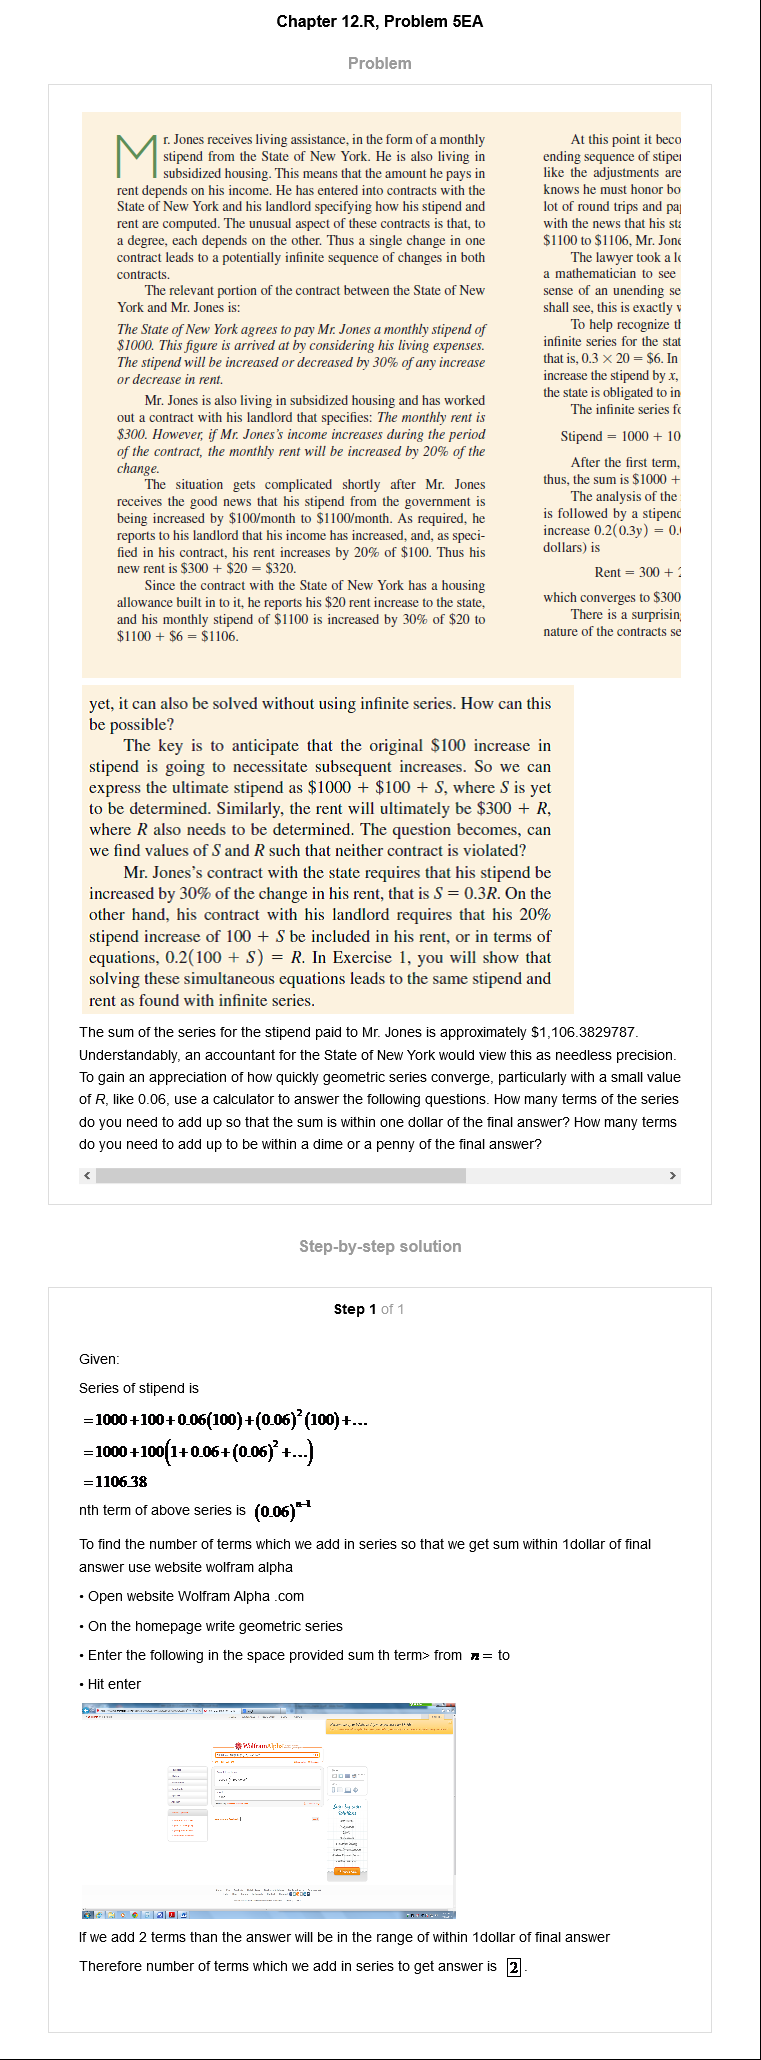 Chapter 12.R, Problem 5EA
Problem
Mr. Jones receives living assistance, in the form of a monthly
stipend from the State of New York. He is also living in
subsidized housing. This means that the amount he pays in
rent depends on his income. He has entered into contracts with the
State of New York and his landlord specifying how his stipend and
rent are computed. The unusual aspect of these contracts is that, to
a degree, each depends on the other. Thus a single change in one
contract leads to a potentially infinite sequence of changes in both
contracts.
The relevant portion of the contract between the State of New
York and Mr. Jones is:
The State of New York agrees to pay Mr. Jones a monthly stipend of
$1000. This figure is arrived at by considering his living expenses.
The stipend will be increased or decreased by 30% of any increase
or decrease in rent.
Mr. Jones is also living in subsidized housing and has worked
out a contract with his landlord that specifies: The monthly rent is
$300. However, if Mr. Jones's income increases during the period
of the contract, the monthly rent will be increased by 20% of the
change.
The situation gets complicated shortly after Mr. Jones
receives the good news that his stipend from the government is
being increased by $100/month to $1100/month. As required, he
reports to his landlord that his income has increased, and, as speci-
fied in his contract, his rent increases by 20% of $100. Thus his
new rent is $300 + $20 = $320.
Since the contract with the State of New York has a housing
allowance built in to it, he reports his $20 rent increase to the state,
and his monthly stipend of $1100 is increased by 30% of $20 to
$1100 + $6 = $1106.
At this point it beco
ending sequence of stipe
like the adjustments are
knows he must honor bo
lot of round trips and pa
with the news that his sta
$1100 to $1106, Mr. Jone
The lawyer took a lo
a mathematician to see
sense of an unending se
shall see, this is exactly
To help recognize t
infinite series for the stat
that is, 0.3 × 20 = $6. In
increase the stipend by x,
the state is obligated to in
The infinite series fo
Stipend = 1000 + 10
After the first term,
thus, the sum is $1000 +
The analysis of the
is followed by a stipend
increase 0.2(0.3y) = 0.
dollars) is
Rent = 300 +
which converges to $300
There is a surprising
nature of the contracts se
yet, it can also be solved without using infinite series. How can this
be possible?
The key is to anticipate that the original $100 increase in
stipend is going to necessitate subsequent increases. So we can
express the ultimate stipend as $1000 + $100 + S, where S is yet
to be determined. Similarly, the rent will ultimately be $300 + R,
where R also needs to be determined. The question becomes, can
we find values of S and R such that neither contract is violated?
Mr. Jones's contract with the state requires that his stipend be
increased by 30% of the change in his rent, that is S = 0.3R. On the
other hand, his contract with his landlord requires that his 20%
stipend increase of 100 + S be included in his rent, or in terms of
equations, 0.2(100 + S) = R. In Exercise 1, you will show that
solving these simultaneous equations leads to the same stipend and
rent as found with infinite series.
The sum of the series for the stipend paid to Mr. Jones is approximately $1,106.3829787.
Understandably, an accountant for the State of New York would view this as needless precision.
To gain an appreciation of how quickly geometric series converge, particularly with a small value
of R, like 0.06, use a calculator to answer the following questions. How many terms of the series
do you need to add up so that the sum is within one dollar of the final answer? How many terms
do you need to add up to be within a dime or a penny of the final answer?
Step-by-step solution
Step 1 of 1
Given:
Series of stipend is
=1000+100+0.06(100)+(0.06)²(100)+...
=1000+100(1+0.06+(0.06)²+...)
=1106.38
nth term of above series is (0.06)ⁿ⁻¹
To find the number of terms which we add in series so that we get sum within 1dollar of final
answer use website wolfram alpha
• Open website Wolfram Alpha .com
• On the homepage write geometric series
• Enter the following in the space provided sum th term> from n = to
• Hit enter
WolframAlpha
If we add 2 terms than the answer will be in the range of within 1dollar of final answer
Therefore number of terms which we add in series to get answer is 2.